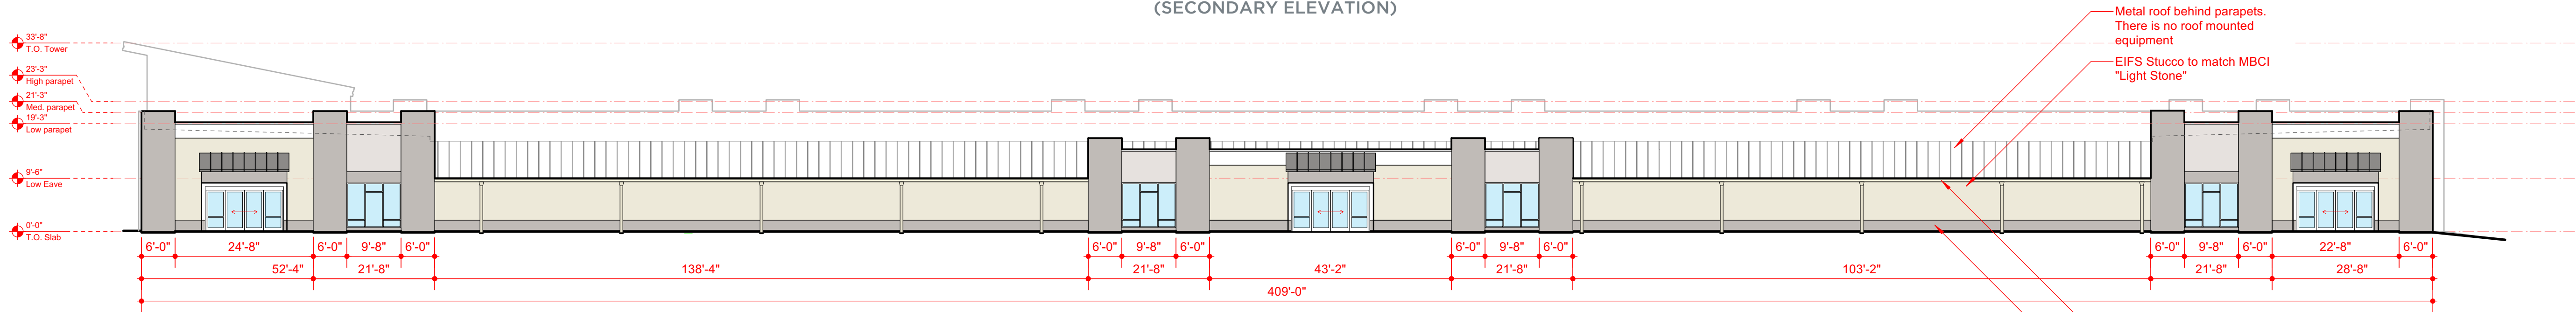 (SECONDARY ELEVATION)
Metal roof behind parapets.
There is no roof mounted
equipment
EIFS Stucco to match MBCI
"Light Stone"
33'-8"
T.O. Tower
23'-3"
High parapet
21'-3"
Med. parapet
19'-3"
Low parapet
9'-6"
Low Eave
0'-0"
T.O. Slab
6'-0" 24'-8" 6'-0" 9'-8" 6'-0" 6'-0" 9'-8" 6'-0" 6'-0" 9'-8" 6'-0" 6'-0" 9'-8" 6'-0" 22'-8" 6'-0"
52'-4" 21'-8" 138'-4" 21'-8" 43'-2" 21'-8" 103'-2" 21'-8" 28'-8"
409'-0"